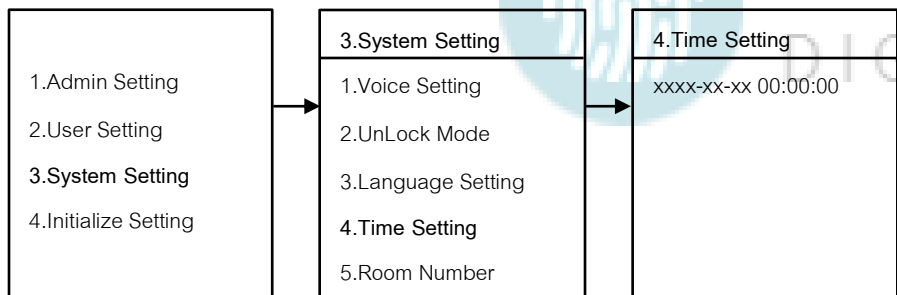 1.Admin Setting
2.User Setting
3.System Setting
4.Initialize Setting
3.System Setting
1.Voice Setting
2.UnLock Mode
3.Language Setting
4.Time Setting
5.Room Number
4.Time Setting
xxxx-xx-xx 00:00:00